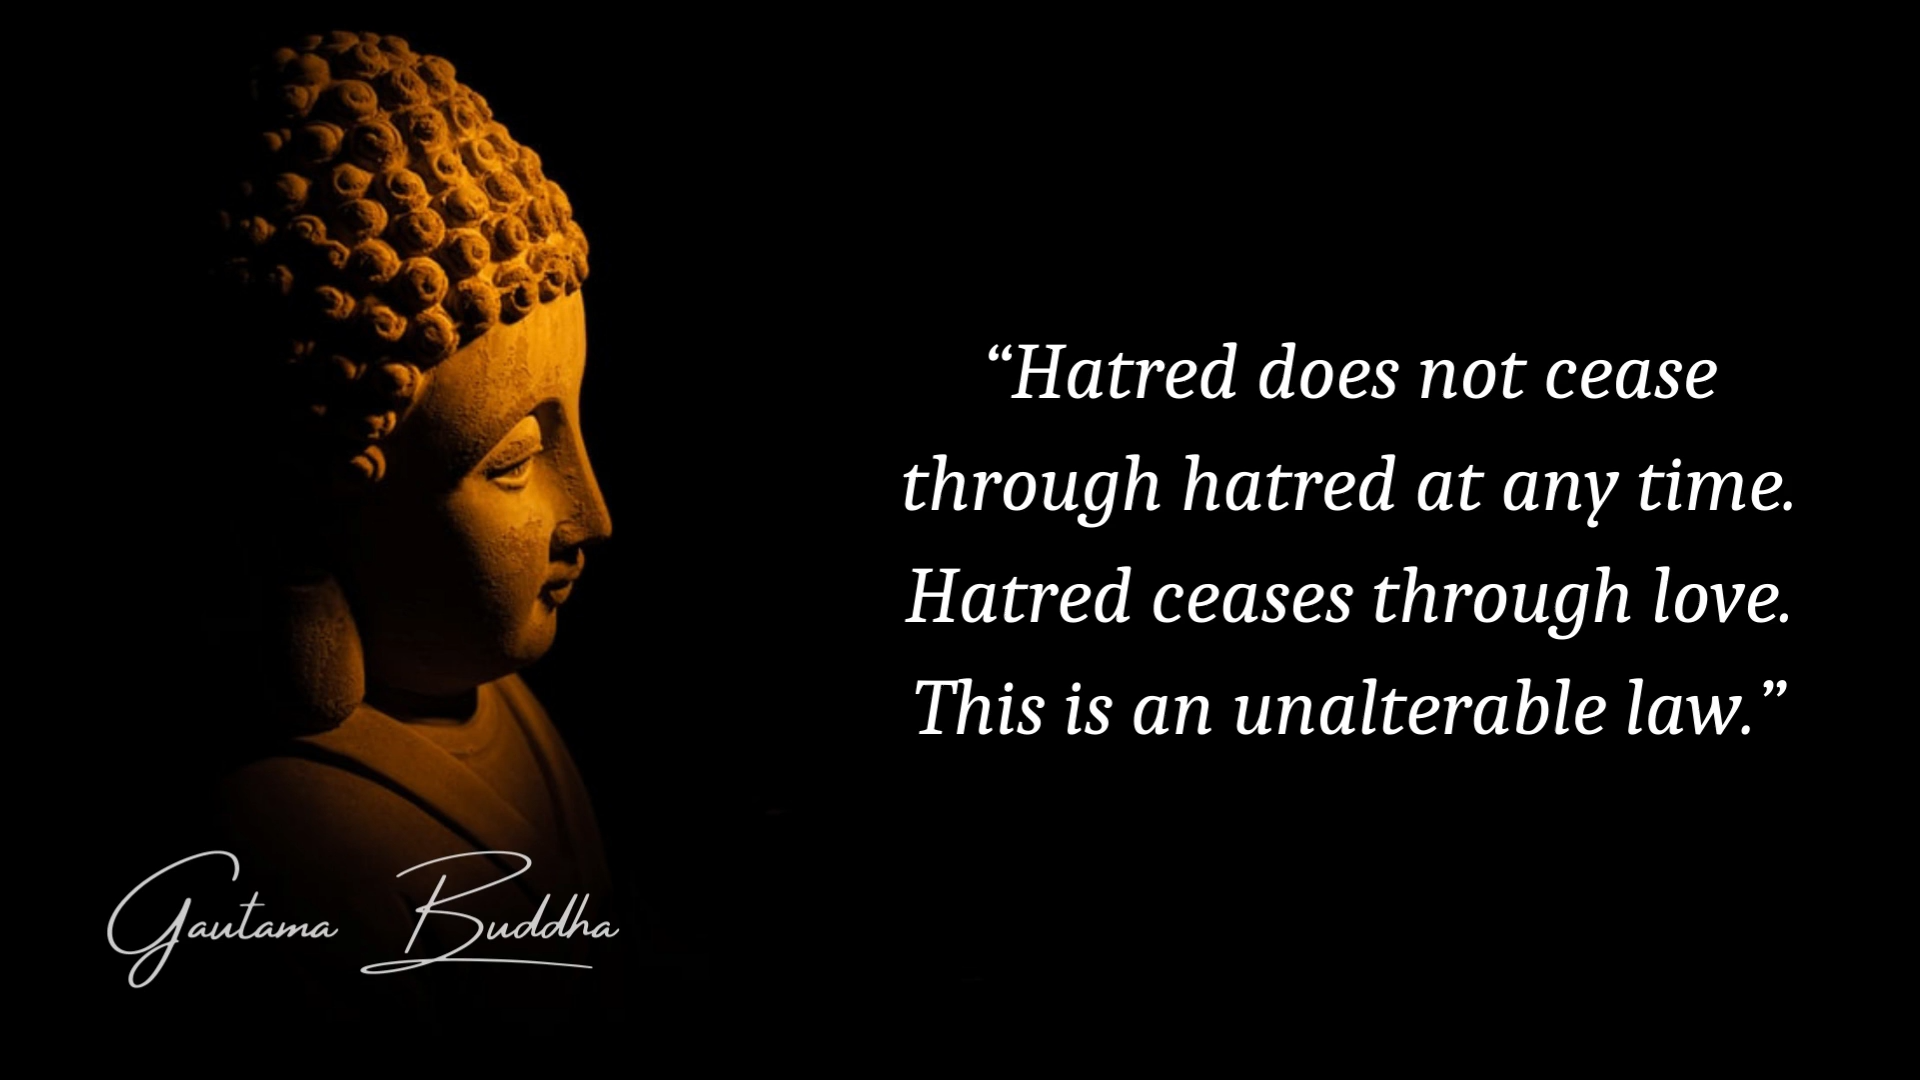 “Hatred does not cease
through hatred at any time.
Hatred ceases through love.
This is an unalterable law.”
Gautama Buddha